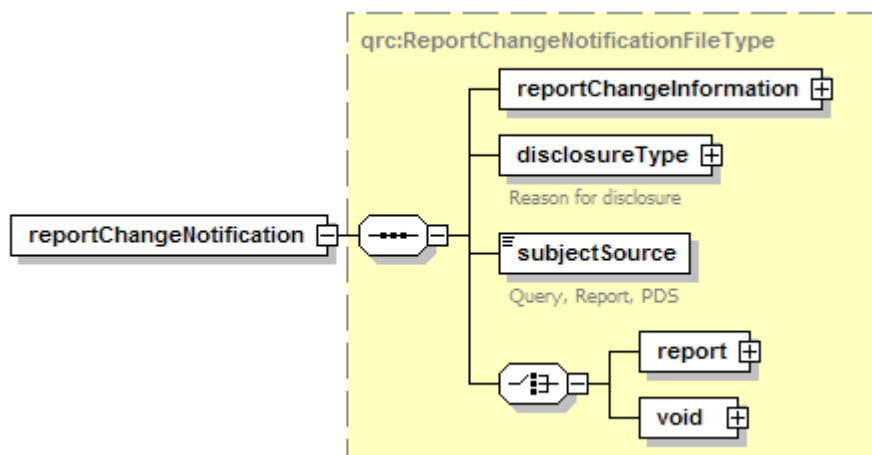 qrc:ReportChangeNotificationFileType
reportChangeInformation
disclosureType
Reason for disclosure
reportChangeNotification
subjectSource
Query, Report, PDS
report
void